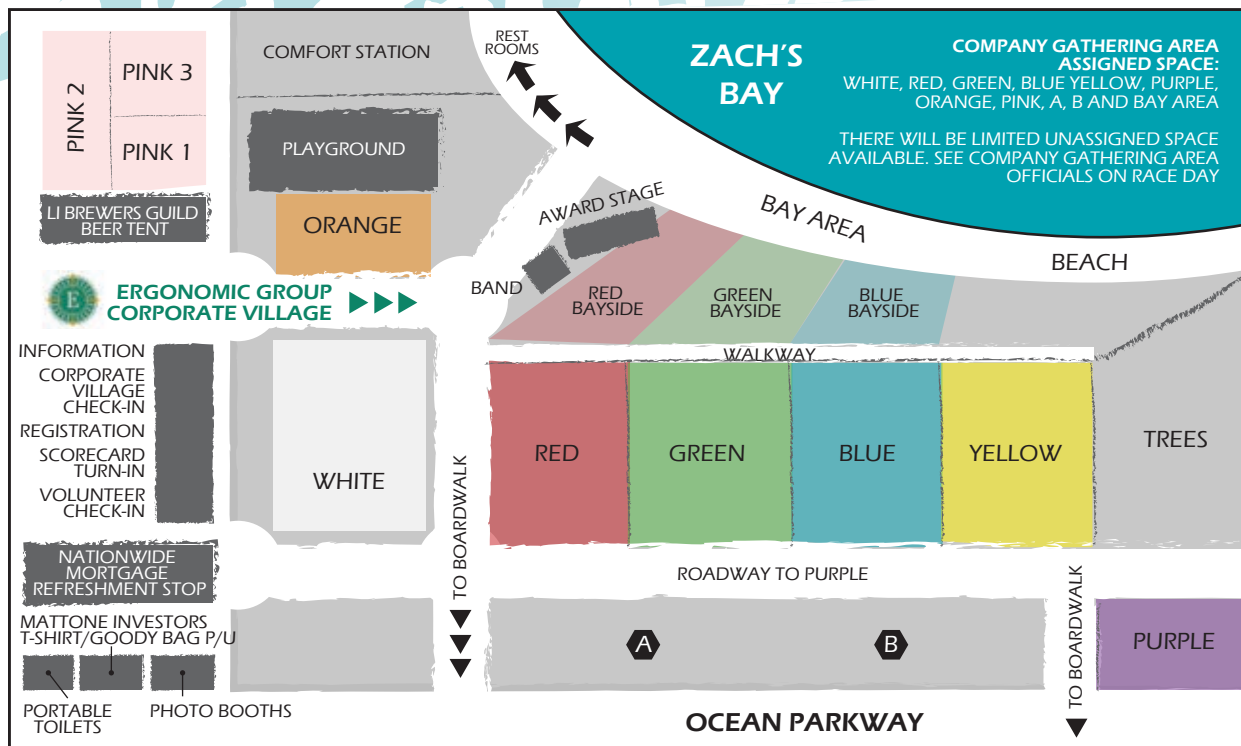 COMFORT STATION
REST
ROOMS
PINK 2
PINK 3
PINK 1
PLAYGROUND
ORANGE
LI BREWERS GUILD
BEER TENT
ZACH'S
BAY
COMPANY GATHERING AREA
ASSIGNED SPACE:
WHITE, RED, GREEN, BLUE YELLOW, PURPLE,
ORANGE, PINK, A, B AND BAY AREA
THERE WILL BE LIMITED UNASSIGNED SPACE
AVAILABLE. SEE COMPANY GATHERING AREA
OFFICIALS ON RACE DAY
AWARD STAGE
BAND
BAY AREA
BEACH
E
ERGONOMIC GROUP
CORPORATE VILLAGE
RED
BAYSIDE
GREEN
BAYSIDE
BLUE
BAYSIDE
WALKWAY
INFORMATION
CORPORATE
VILLAGE
CHECK-IN
REGISTRATION
SCORECARD
TURN-IN
VOLUNTEER
CHECK-IN
WHITE
TO BOARDWALK
RED
GREEN
BLUE
YELLOW
TREES
NATIONWIDE
MORTGAGE
REFRESHMENT STOP
ROADWAY TO PURPLE
MATTONE INVESTORS
T-SHIRT/GOODY BAG P/U
A
B
TO BOARDWALK
PURPLE
PORTABLE
TOILETS
PHOTO BOOTHS
OCEAN PARKWAY